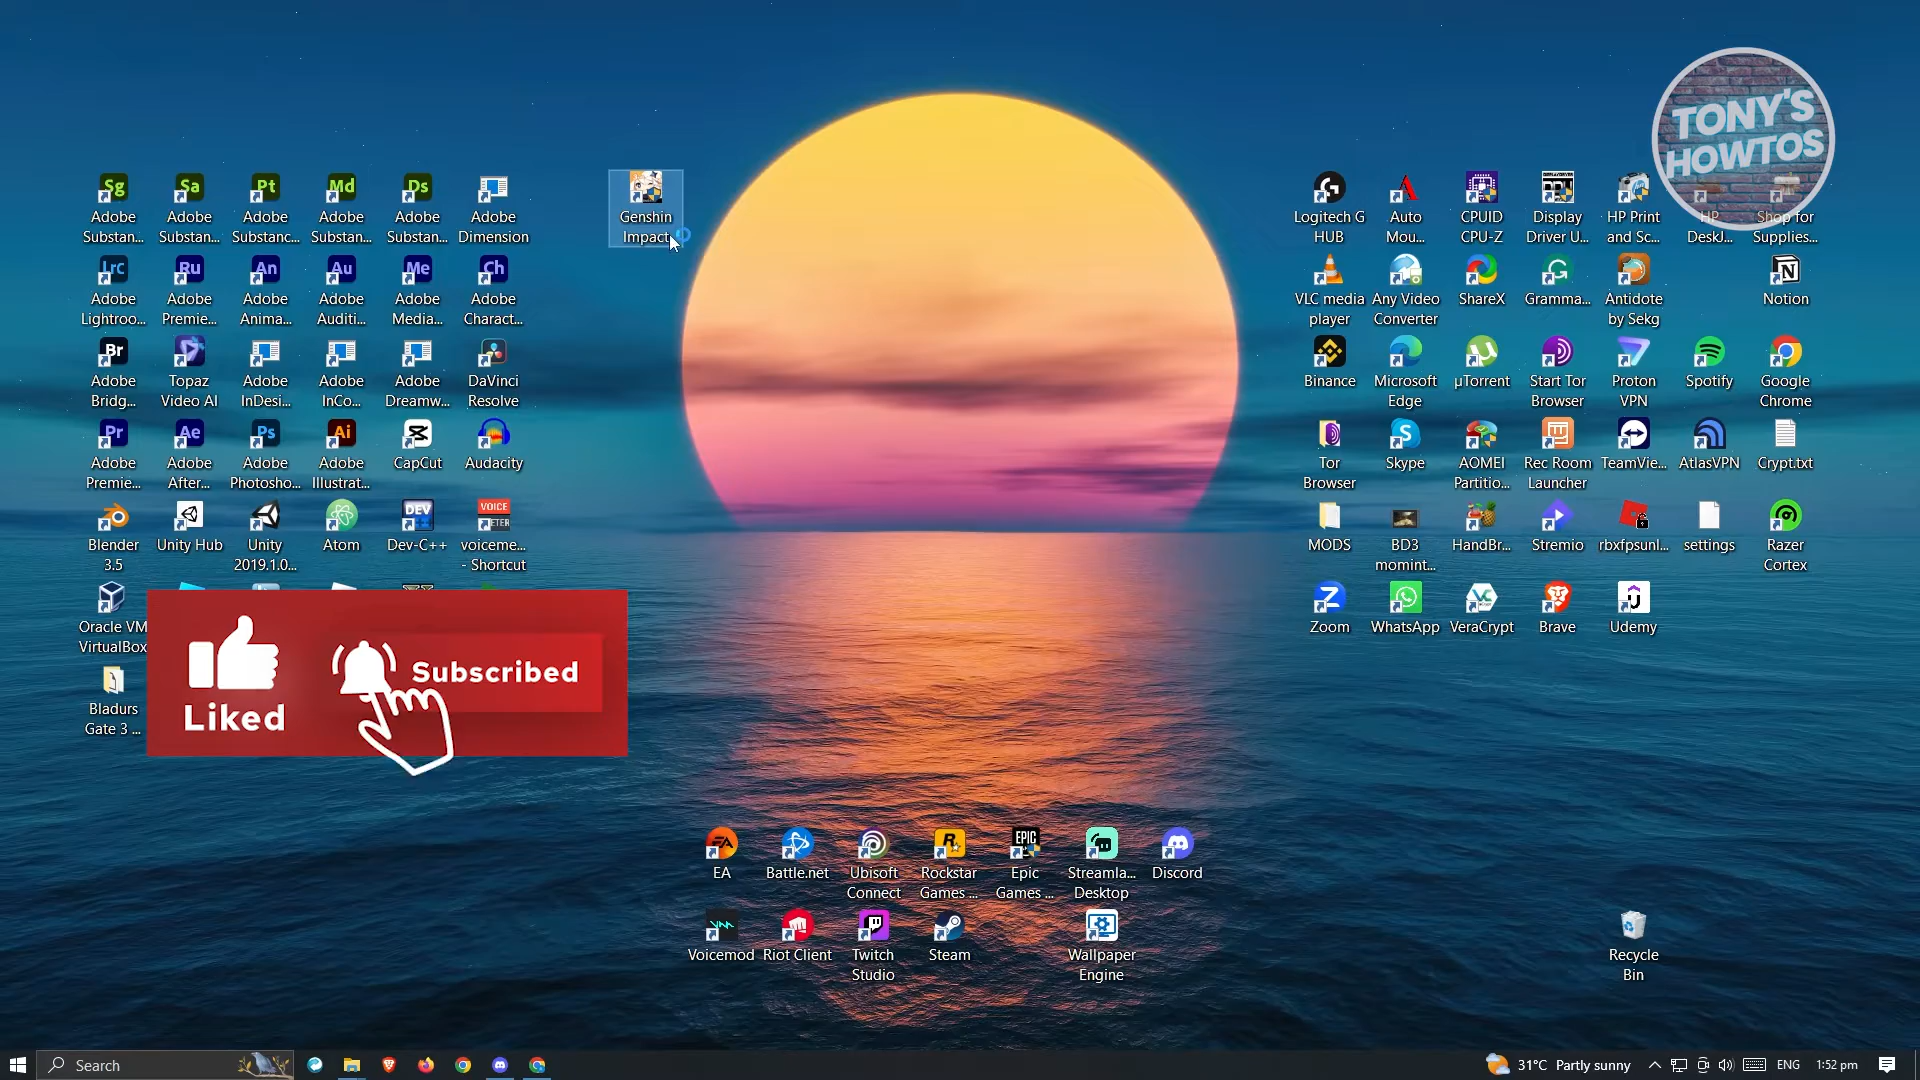 TONY'S
HOWTOS
Sg
Sa
Pt
Md
Ds
Adobe
Substan...
Adobe
Substan...
Adobe
Substanc...
Adobe
Substan...
Adobe
Substan...
Adobe
Dimension
Genshin
Impact
Logitech G
HUB
Auto
Mou...
CPUID
CPU-Z
Display
Driver U...
HP Print
and Sc...
HP
DeskJ...
Shop for
Supplies...
Lrc
Ru
An
Au
Me
Ch
Adobe
Lightroo...
Adobe
Premie...
Adobe
Anima...
Adobe
Auditi...
Adobe
Media...
Adobe
Charact...
VLC media
player
Any Video
Converter
ShareX
Gramma...
Antidote
by Sekg
Notion
Br
Adobe
Bridg...
Topaz
Video AI
Adobe
InDesi...
Adobe
InCo...
Adobe
Dreamw...
DaVinci
Resolve
Binance
Microsoft
Edge
µTorrent
Start Tor
Browser
Proton
VPN
Spotify
Google
Chrome
Pr
Ae
Ps
Ai
Adobe
Premie...
Adobe
After...
Adobe
Photosho...
Adobe
Illustrat...
CapCut
Audacity
Tor
Browser
Skype
AOMEI
Partitio...
Rec Room
Launcher
TeamVie...
AtlasVPN
Crypt.txt
DEV
VOICE
METER
Blender
3.5
Unity Hub
Unity
2019.1.0...
Atom
Dev-C++
voiceme...
- Shortcut
MODS
BD3
momint...
HandBr...
Stremio
rbxfpsunl...
settings
Razer
Cortex
Oracle VM
VirtualBox
Zoom
WhatsApp
VeraCrypt
Brave
Udemy
Liked
Subscribed
Bladurs
Gate 3 ...
EPIC
EA
Battle.net
Ubisoft
Connect
Rockstar
Games ...
Epic
Games ...
Streamla...
Desktop
Discord
Voicemod
Riot Client
Twitch
Studio
Steam
Wallpaper
Engine
Recycle
Bin
Search
31°C Partly sunny
ENG
1:52 pm